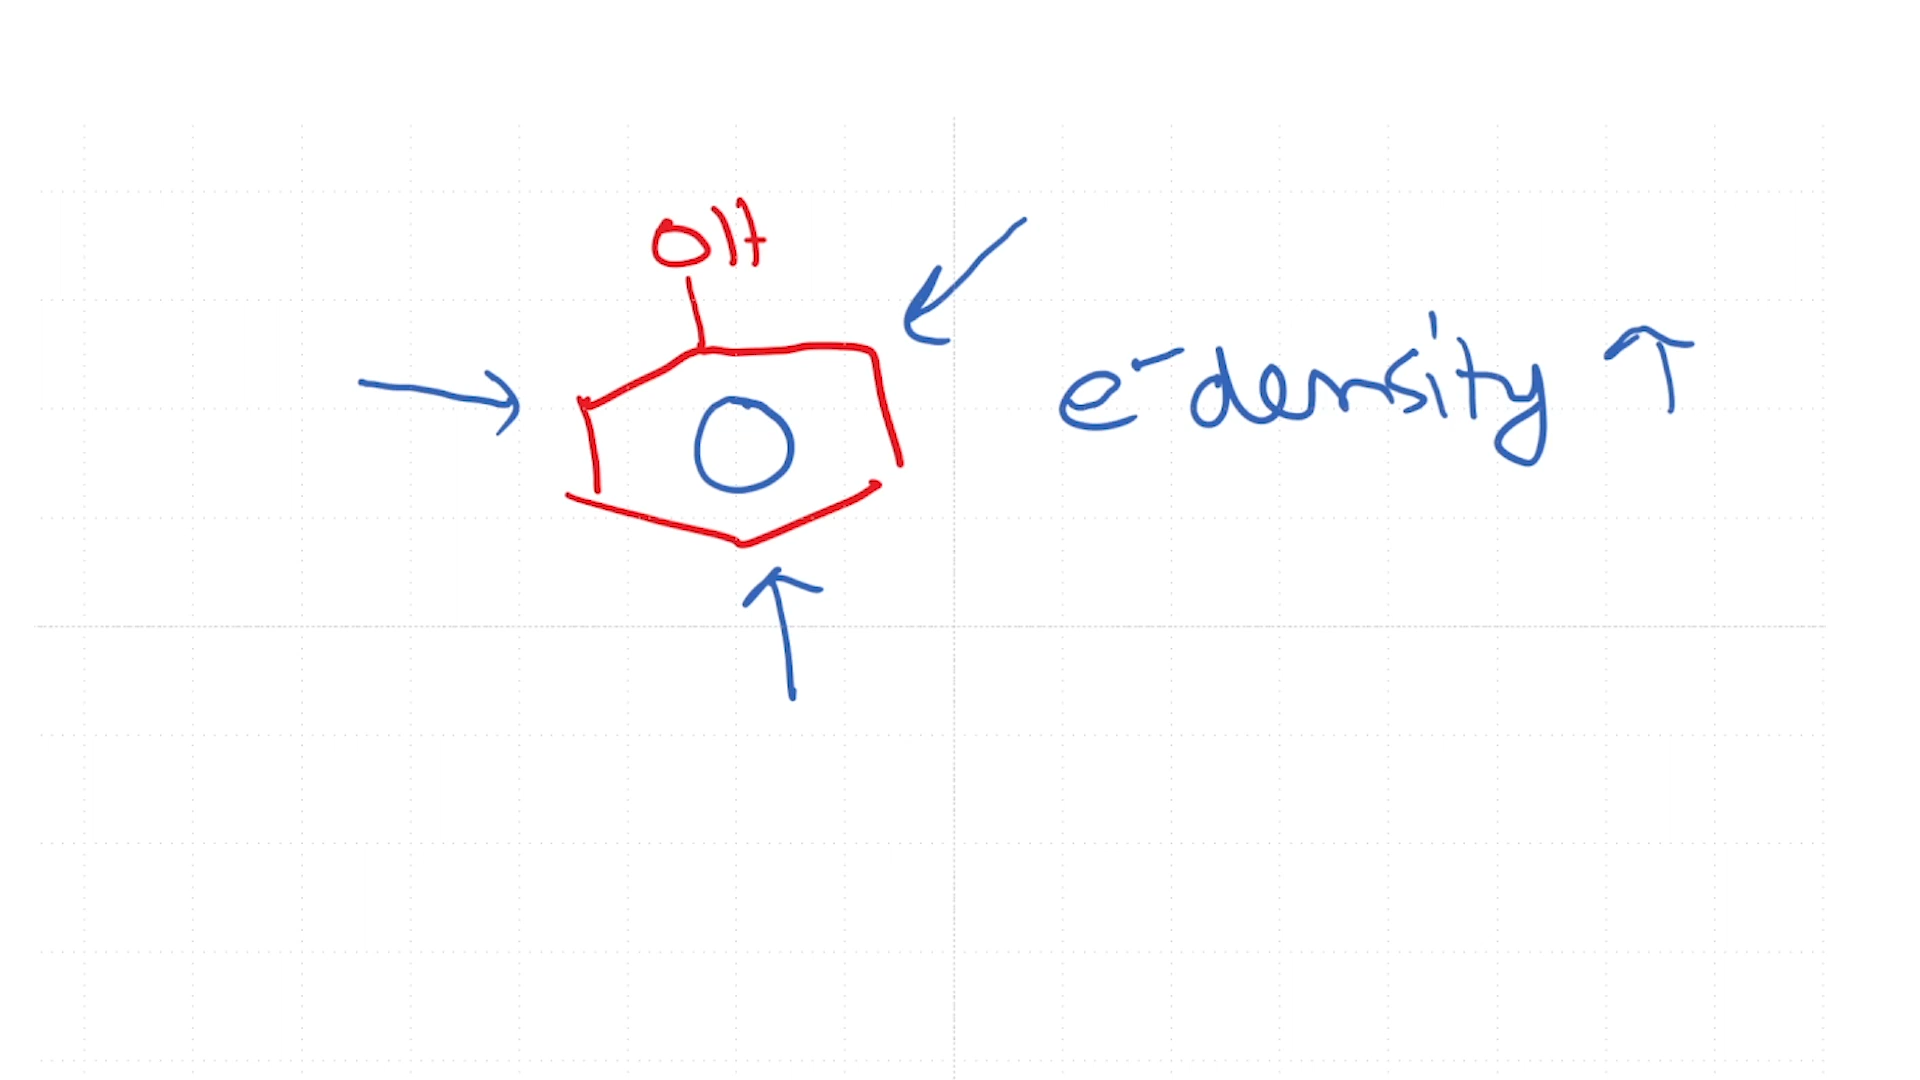 OH
e⁻ density ↑